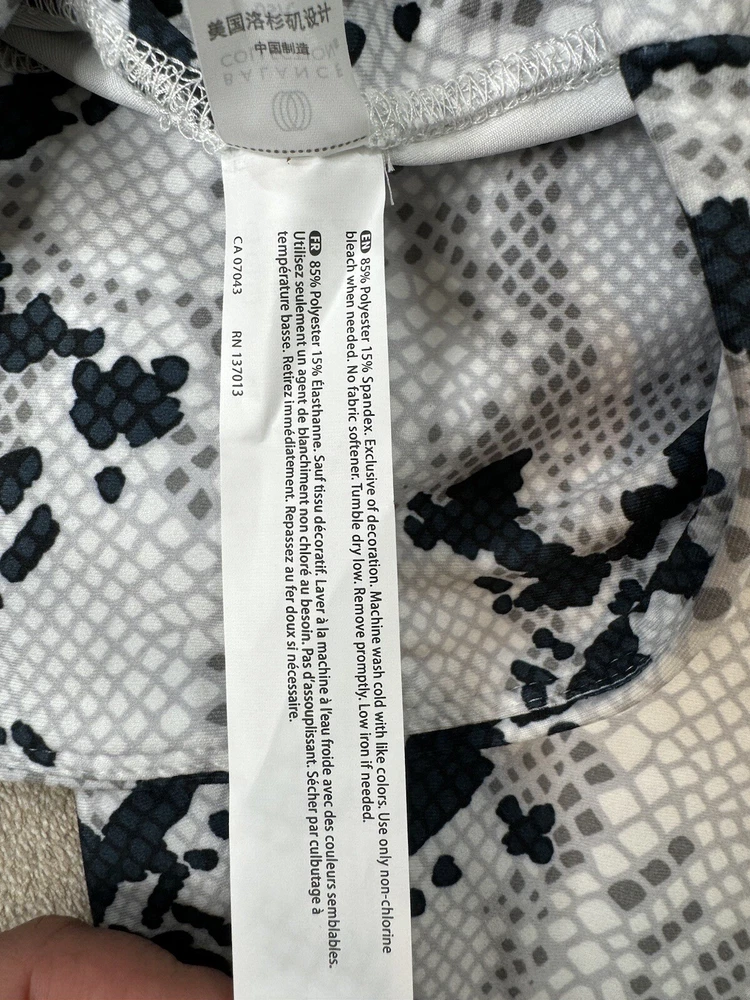 美国洛杉矶设计
中国制造
COLLECTION®
BALANCE
EN 85% Polyester 15% Spandex. Exclusive of decoration. Machine wash cold with like colors. Use only non-chlorine
bleach when needed. No fabric softener. Tumble dry low. Remove promptly. Low iron if needed.
FR 85% Polyester 15% Élasthanne. Sauf tissu décoratif. Laver à la machine à l'eau froide avec des couleurs semblables.
Utilisez seulement un agent de blanchiment non chloré au besoin. Pas d'assouplissant. Sécher par culbutage à
température basse. Retirez immédiatement. Repassez au fer doux si nécessaire.
CA 07043 RN 137013